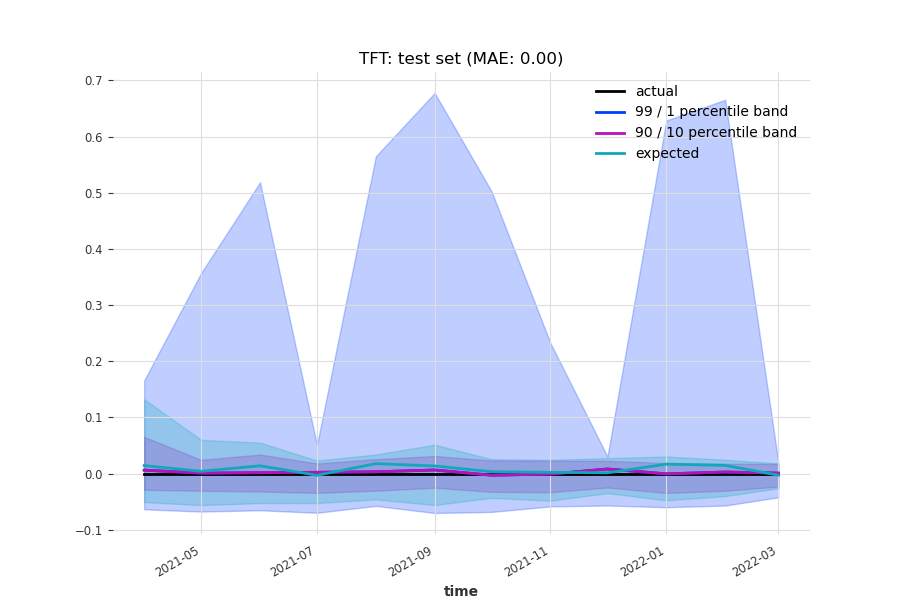 TFT: test set (MAE: 0.00)
actual
99 / 1 percentile band
90 / 10 percentile band
expected
0.7
0.6
0.5
0.4
0.3
0.2
0.1
0.0
−0.1
2021-05
2021-07
2021-09
2021-11
2022-01
2022-03
time